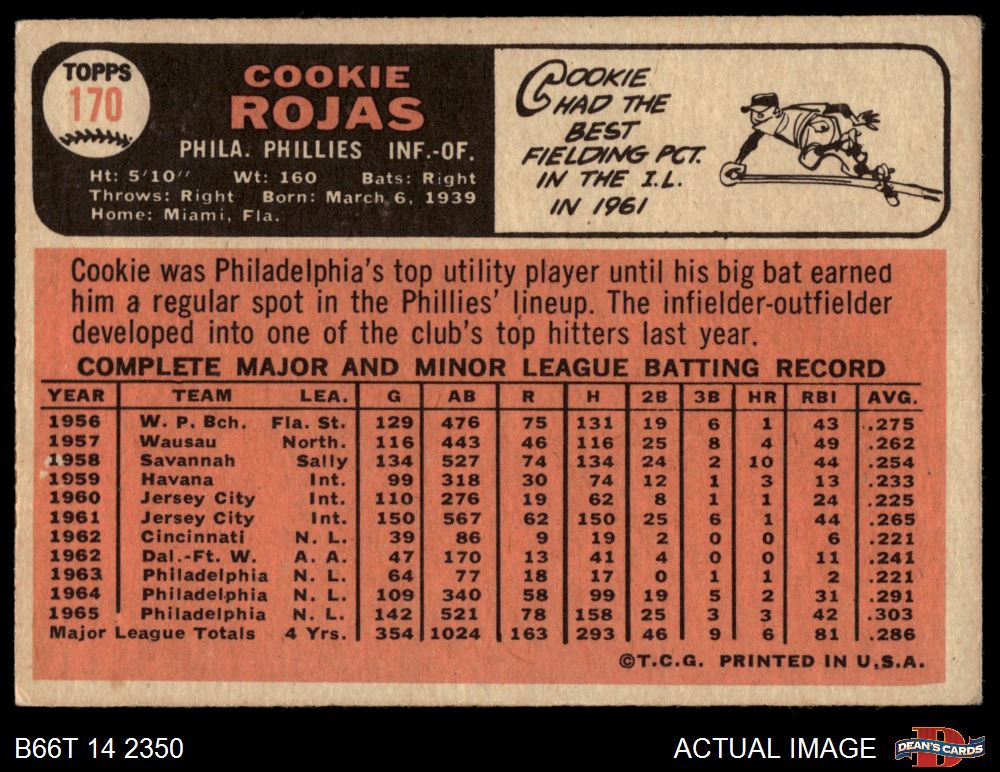 TOPPS
170
COOKIE
ROJAS
PHILA. PHILLIES INF.-OF.
Ht: 5'10" Wt: 160 Bats: Right
Throws: Right Born: March 6, 1939
Home: Miami, Fla.
COOKIE
HAD THE
BEST
FIELDING PCT.
IN THE I.L.
IN 1961
Cookie was Philadelphia's top utility player until his big bat earned
him a regular spot in the Phillies' lineup. The infielder-outfielder
developed into one of the club's top hitters last year.
COMPLETE MAJOR AND MINOR LEAGUE BATTING RECORD
YEAR TEAM LEA. G AB R H 2B 3B HR RBI AVG.
1956 W. P. Bch. Fla. St. 129 476 75 131 19 6 1 43 .275
1957 Wausau North. 116 443 46 116 25 8 4 49 .262
1958 Savannah Sally 134 527 74 134 24 2 10 44 .254
1959 Havana Int. 99 318 30 74 12 1 3 13 .233
1960 Jersey City Int. 110 276 19 62 8 1 1 24 .225
1961 Jersey City Int. 150 567 62 150 25 6 1 44 .265
1962 Cincinnati N. L. 39 86 9 19 2 0 0 6 .221
1962 Dal.-Ft. W. A. A. 47 170 13 41 4 0 0 11 .241
1963 Philadelphia N. L. 64 77 18 17 0 1 1 2 .221
1964 Philadelphia N. L. 109 340 58 99 19 5 2 31 .291
1965 Philadelphia N. L. 142 521 78 158 25 3 3 42 .303
Major League Totals 4 Yrs. 354 1024 163 293 46 9 6 81 .286
©T.C.G. PRINTED IN U.S.A.
B66T 14 2350 ACTUAL IMAGE DEAN'S CARDS